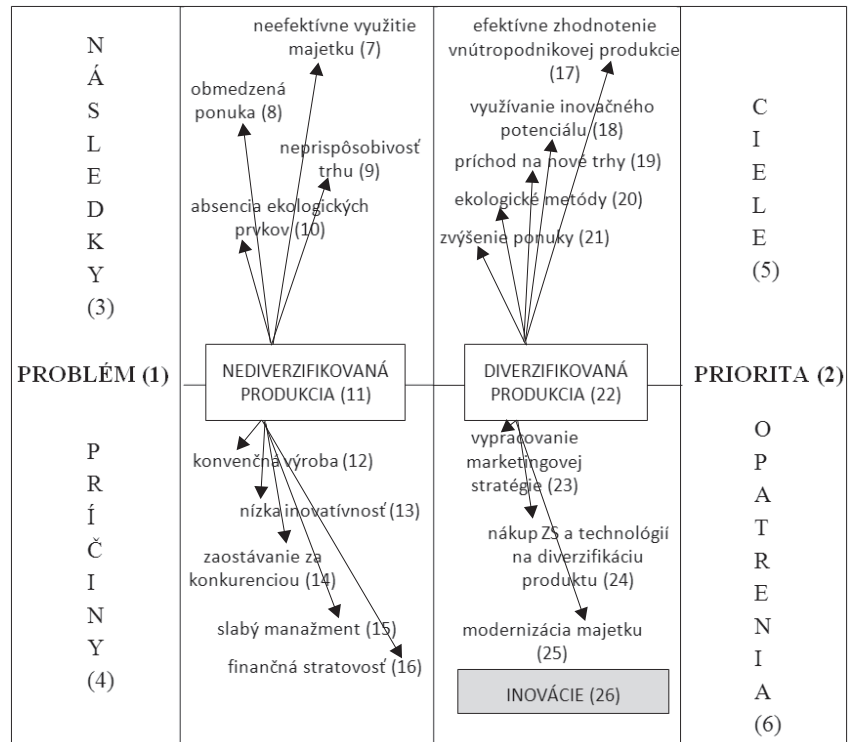 NÁSLEDKY
(3)
neefektívne využitie
majetku (7)
obmedzená
ponuka (8)
neprispôsobivosť
trhu (9)
absencia ekologických
prvkov (10)
efektívne zhodnotenie
vnútropodnikovej produkcie
(17)
využívanie inovačného
potenciálu (18)
príchod na nové trhy (19)
ekologické metódy (20)
zvýšenie ponuky (21)
CIELE
(5)
PROBLÉM (1)
NEDIVERZIFIKOVANÁ
PRODUKCIA (11)
DIVERZIFIKOVANÁ
PRODUKCIA (22)
PRIORITA (2)
PRÍČINY
(4)
konvenčná výroba (12)
nízka inovatívnosť (13)
zaostávanie za
konkurenciou (14)
slabý manažment (15)
finančná stratovosť (16)
vypracovanie
marketingovej
stratégie (23)
nákup ZS a technológií
na diverzifikáciu
produktu (24)
modernizácia majetku
(25)
INOVÁCIE (26)
OPATRENIA
(6)